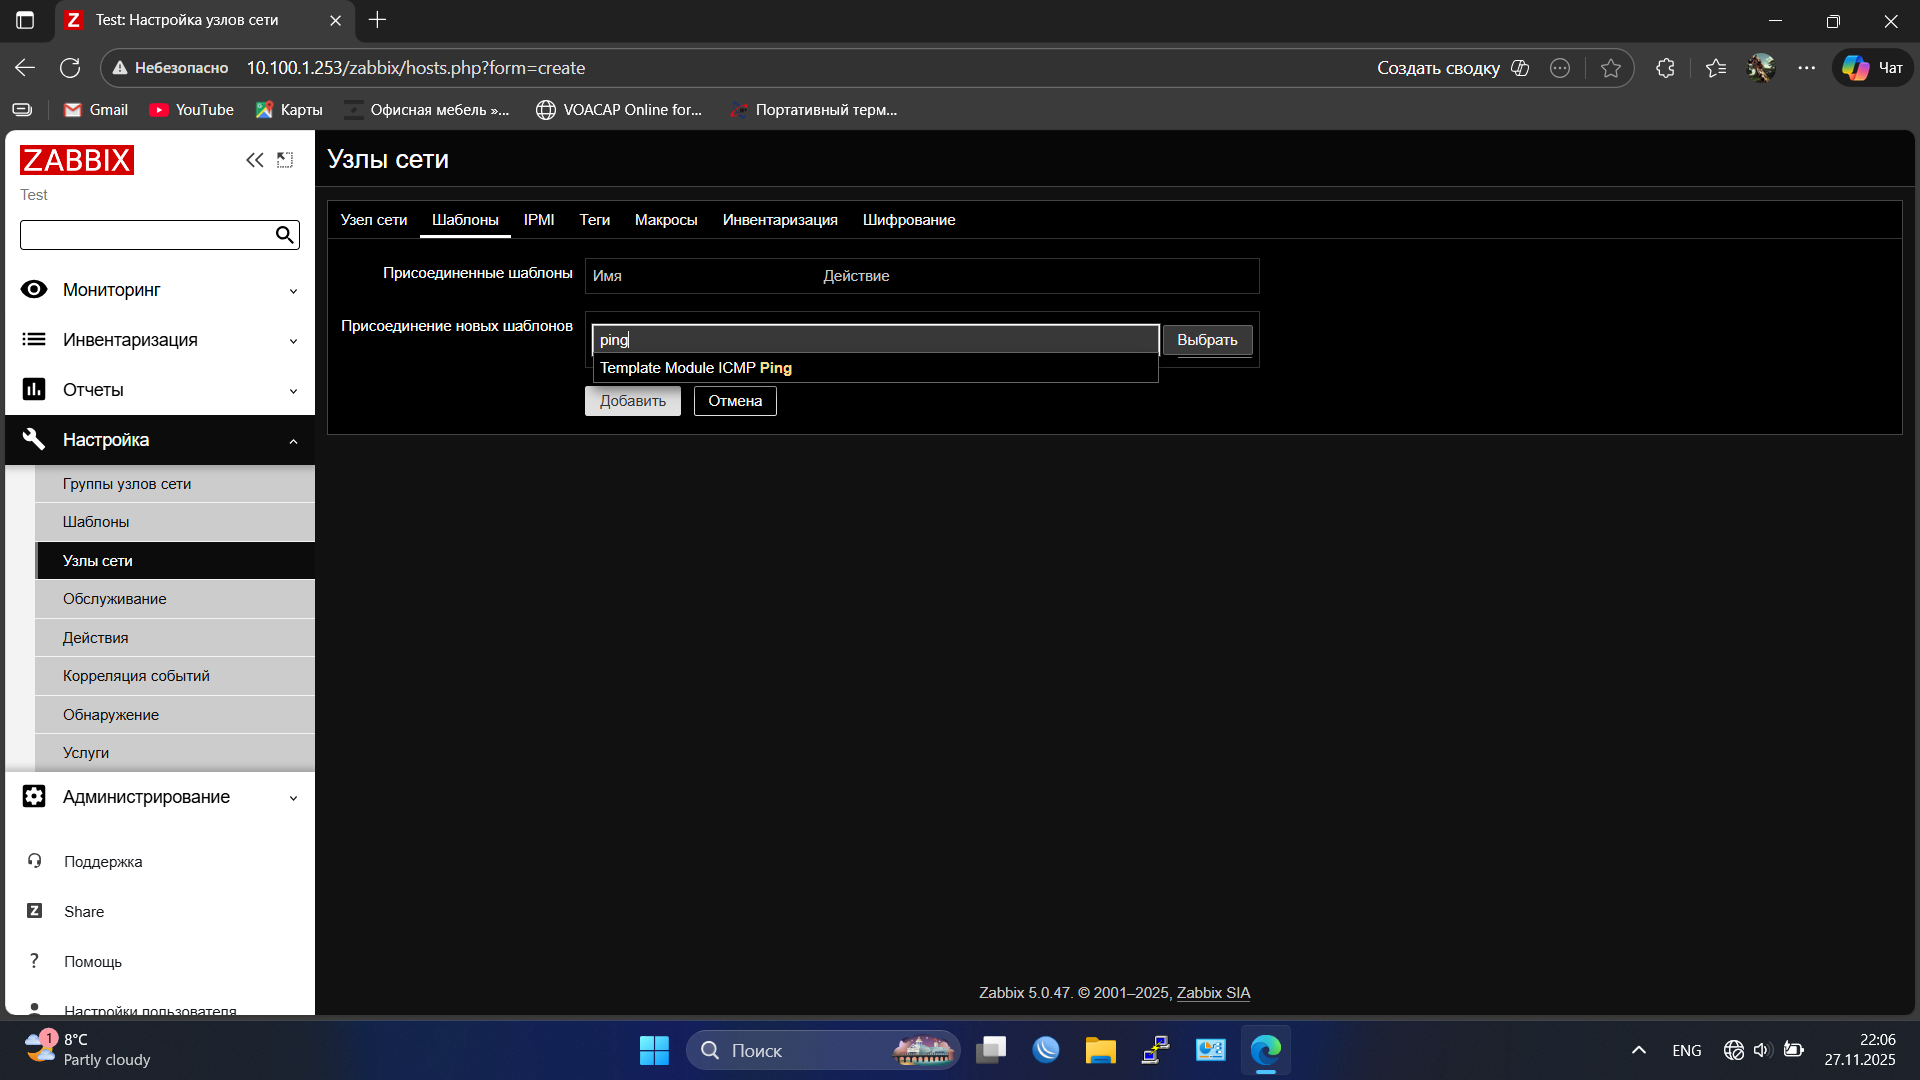 Test: Настройка узлов сети
Небезопасно 10.100.1.253/zabbix/hosts.php?form=create
Создать сводку
Чат
Gmail
YouTube
Карты
Офисная мебель »...
VOACAP Online for...
Портативный терм...
ZABBIX
Test
Мониторинг
Инвентаризация
Отчеты
Настройка
Группы узлов сети
Шаблоны
Узлы сети
Обслуживание
Действия
Корреляция событий
Обнаружение
Услуги
Администрирование
Поддержка
Share
Помощь
Настройки пользователя
Узлы сети
Узел сети Шаблоны IPMI Теги Макросы Инвентаризация Шифрование
Присоединенные шаблоны
Имя Действие
Присоединение новых шаблонов
ping
Выбрать
Template Module ICMP Ping
Добавить Отмена
Zabbix 5.0.47. © 2001–2025, Zabbix SIA
1
8°C
Partly cloudy
Поиск
ENG
22:06
27.11.2025